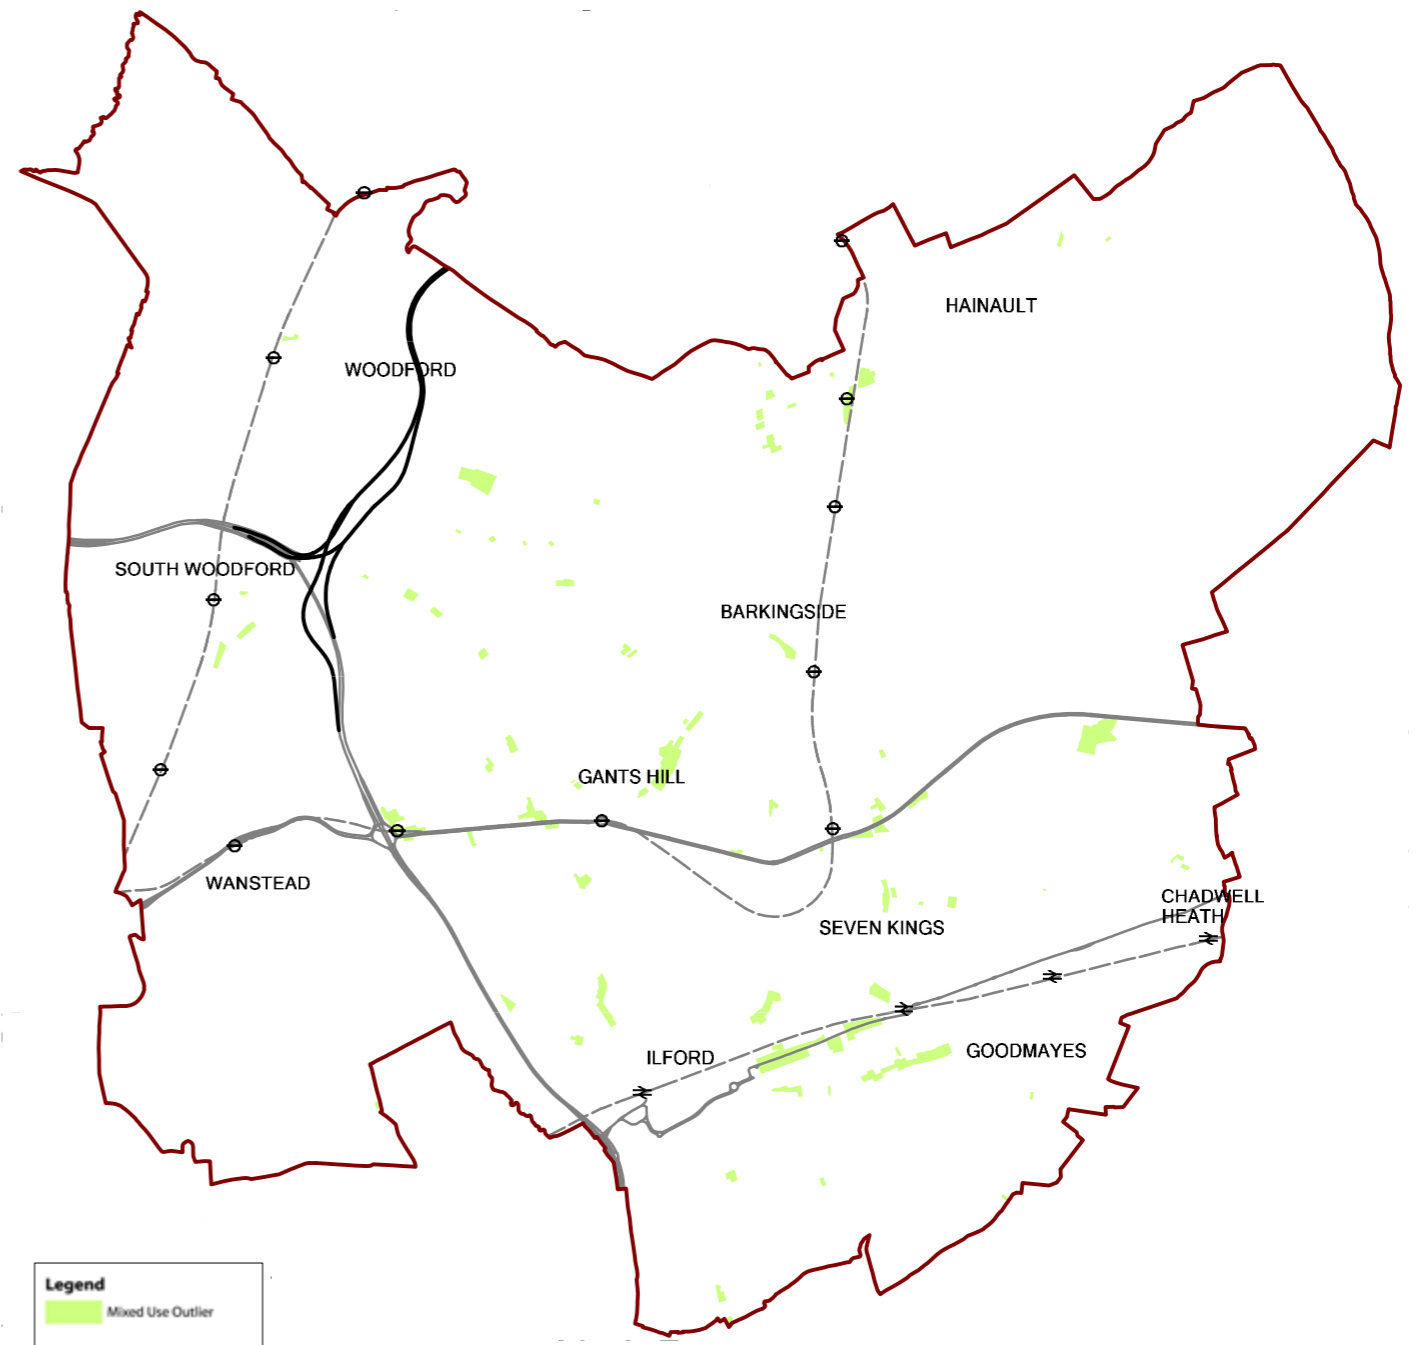 HAINAULT
WOODFORD
SOUTH WOODFORD
BARKINGSIDE
GANTS HILL
WANSTEAD
CHADWELL
HEATH
SEVEN KINGS
ILFORD
GOODMAYES
Legend
Mixed Use Outlier